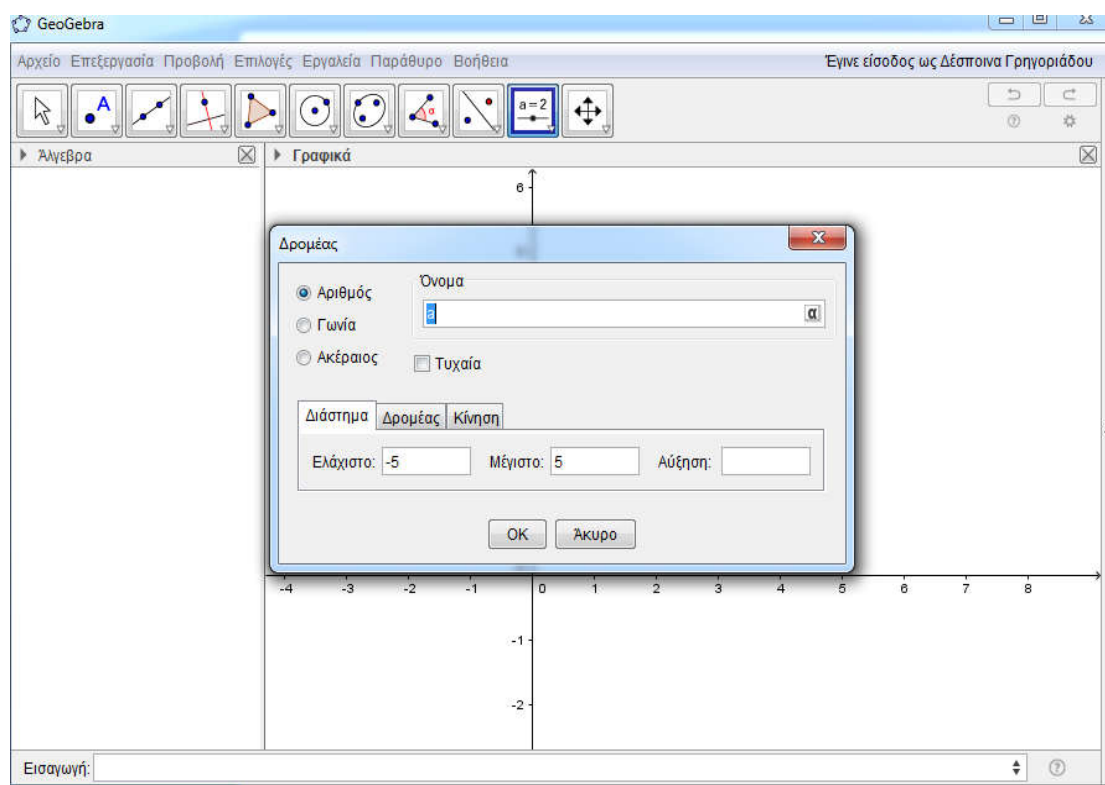 GeoGebra
Αρχείο Επεξεργασία Προβολή Επιλογές Εργαλεία Παράθυρο Βοήθεια Έγινε είσοδος ως Δέσποινα Γρηγοριάδου
A α a=2
Άλγεβρα Γραφικά
6
Δρομέας
Αριθμός Όνομα
a α
Γωνία
Ακέραιος Τυχαία
Διάστημα Δρομέας Κίνηση
Ελάχιστο: -5 Μέγιστο: 5 Αύξηση:
OK Άκυρο
-4 -3 -2 -1 0 1 2 3 4 5 6 7 8
-1
-2
Εισαγωγή: